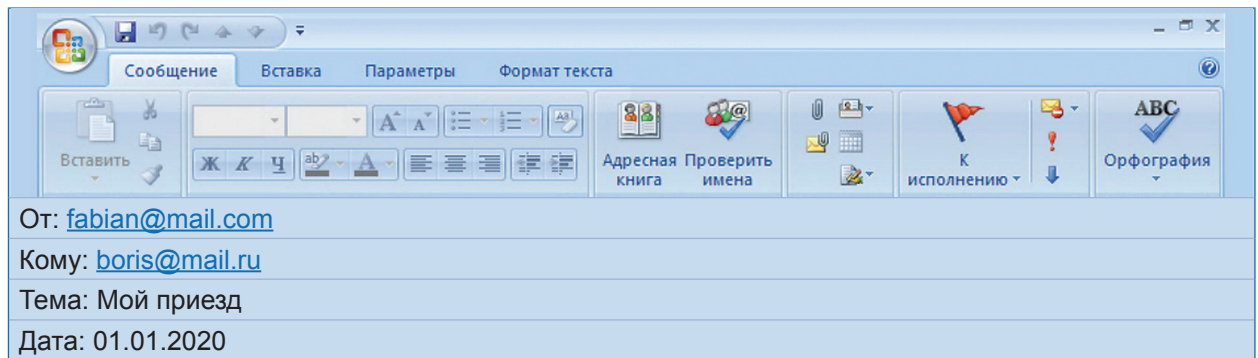 Сообщение Вставка Параметры Формат текста
Вставить
Ж К Ч
Адресная книга
Проверить имена
К исполнению
ABC
Орфография
От: fabian@mail.com
Кому: boris@mail.ru
Тема: Мой приезд
Дата: 01.01.2020